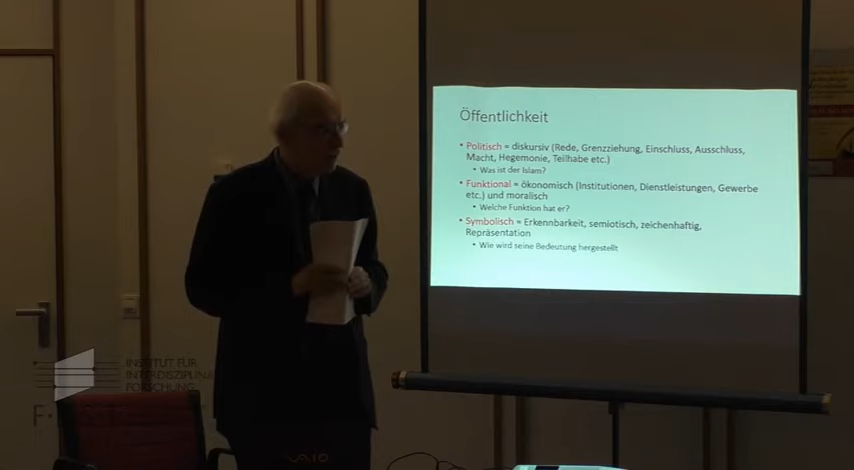 Öffentlichkeit
• Politisch = diskursiv (Rede, Grenzziehung, Einschluss, Ausschluss,
Macht, Hegemonie, Teilhabe etc.)
• Was ist der Islam?
• Funktional = ökonomisch (Institutionen, Dienstleistungen, Gewerbe
etc.) und moralisch
• Welche Funktion hat er?
• Symbolisch = Erkennbarkeit, semiotisch, zeichenhaftig,
Repräsentation
• Wie wird seine Bedeutung hergestellt
INSTITUT FÜR
INTERDISZIPLINÄ
FORSCHUNG
VAIO